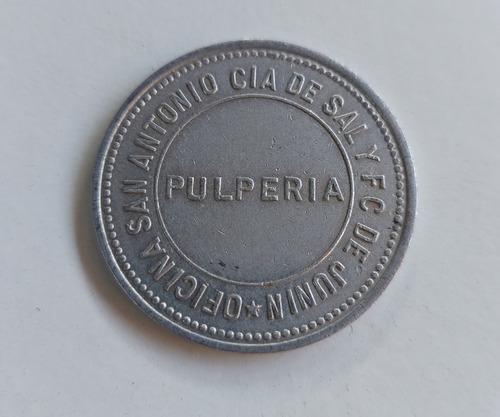 OFICINA SAN ANTONIO CIA DE SAL Y F C DE JUNIN ★
PULPERIA